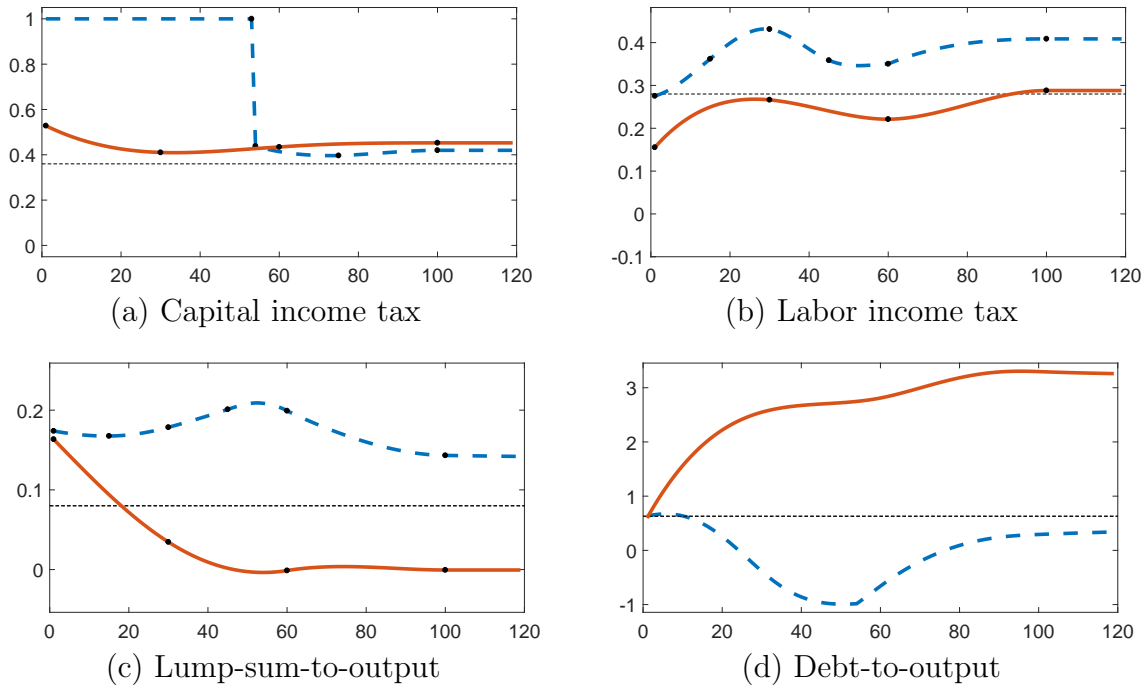 1
0.8
0.6
0.4
0.2
0
0 20 40 60 80 100 120
(a) Capital income tax
0.4
0.3
0.2
0.1
0
-0.1
0 20 40 60 80 100 120
(b) Labor income tax
0.2
0.1
0
0 20 40 60 80 100 120
(c) Lump-sum-to-output
3
2
1
0
-1
0 20 40 60 80 100 120
(d) Debt-to-output